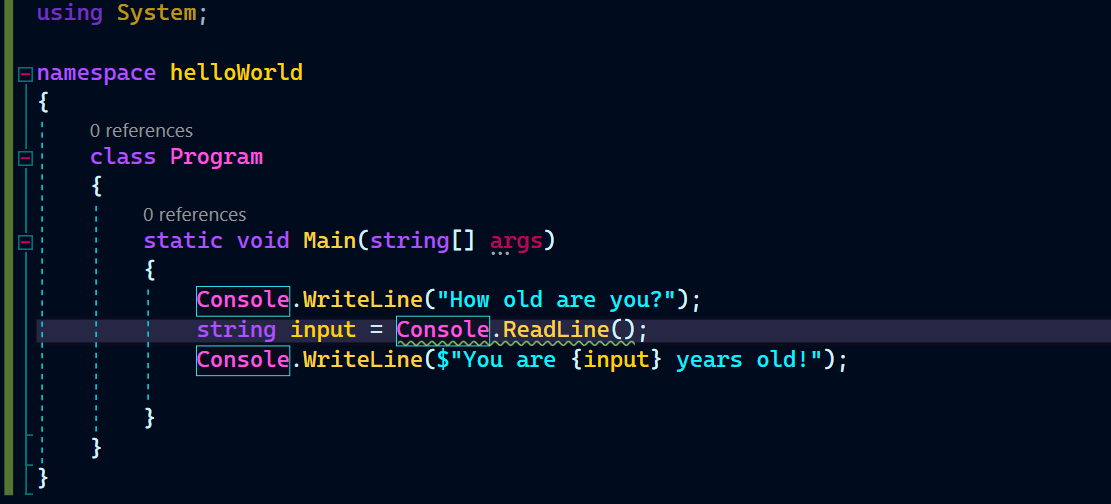 using System;
namespace helloWorld
{
0 references
class Program
{
0 references
static void Main(string[] args)
{
Console.WriteLine("How old are you?");
string input = Console.ReadLine();
Console.WriteLine($"You are {input} years old!");
}
}
}